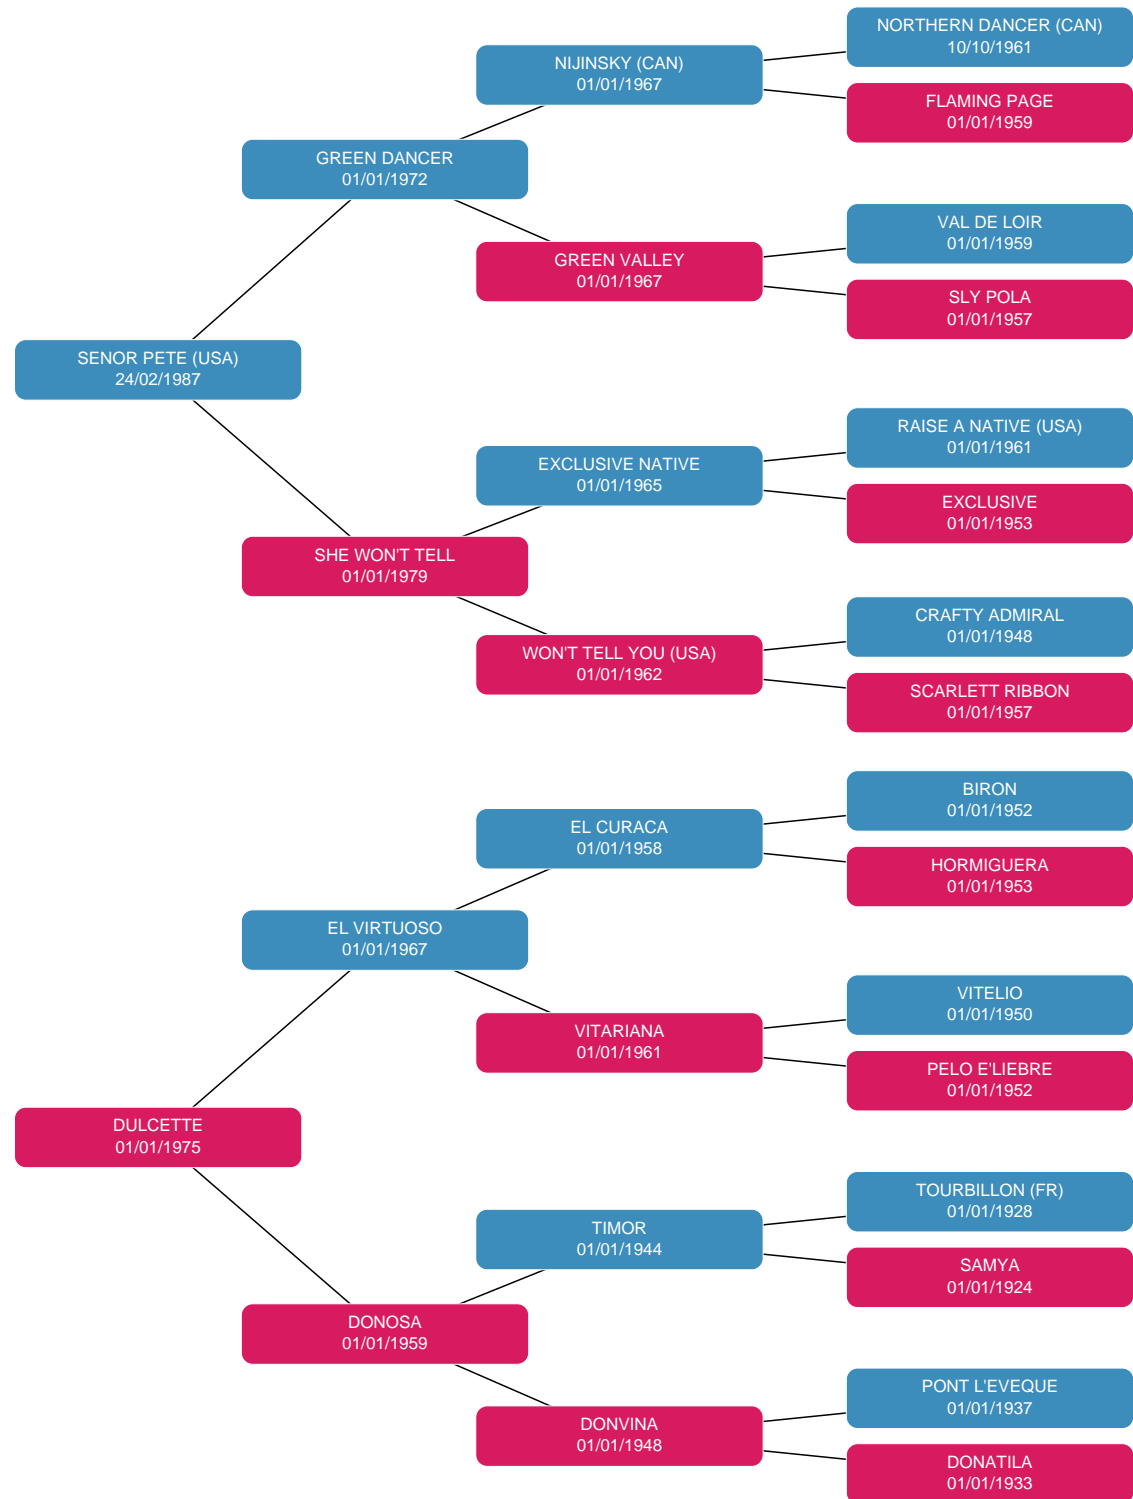 NORTHERN DANCER (CAN)
10/10/1961
NIJINSKY (CAN)
01/01/1967
FLAMING PAGE
01/01/1959
GREEN DANCER
01/01/1972
VAL DE LOIR
01/01/1959
GREEN VALLEY
01/01/1967
SLY POLA
01/01/1957
SENOR PETE (USA)
24/02/1987
RAISE A NATIVE (USA)
01/01/1961
EXCLUSIVE NATIVE
01/01/1965
EXCLUSIVE
01/01/1953
SHE WON'T TELL
01/01/1979
CRAFTY ADMIRAL
01/01/1948
WON'T TELL YOU (USA)
01/01/1962
SCARLETT RIBBON
01/01/1957
BIRON
01/01/1952
EL CURACA
01/01/1958
HORMIGUERA
01/01/1953
EL VIRTUOSO
01/01/1967
VITELIO
01/01/1950
VITARIANA
01/01/1961
PELO E'LIEBRE
01/01/1952
DULCETTE
01/01/1975
TOURBILLON (FR)
01/01/1928
TIMOR
01/01/1944
SAMYA
01/01/1924
DONOSA
01/01/1959
PONT L'EVEQUE
01/01/1937
DONVINA
01/01/1948
DONATILA
01/01/1933